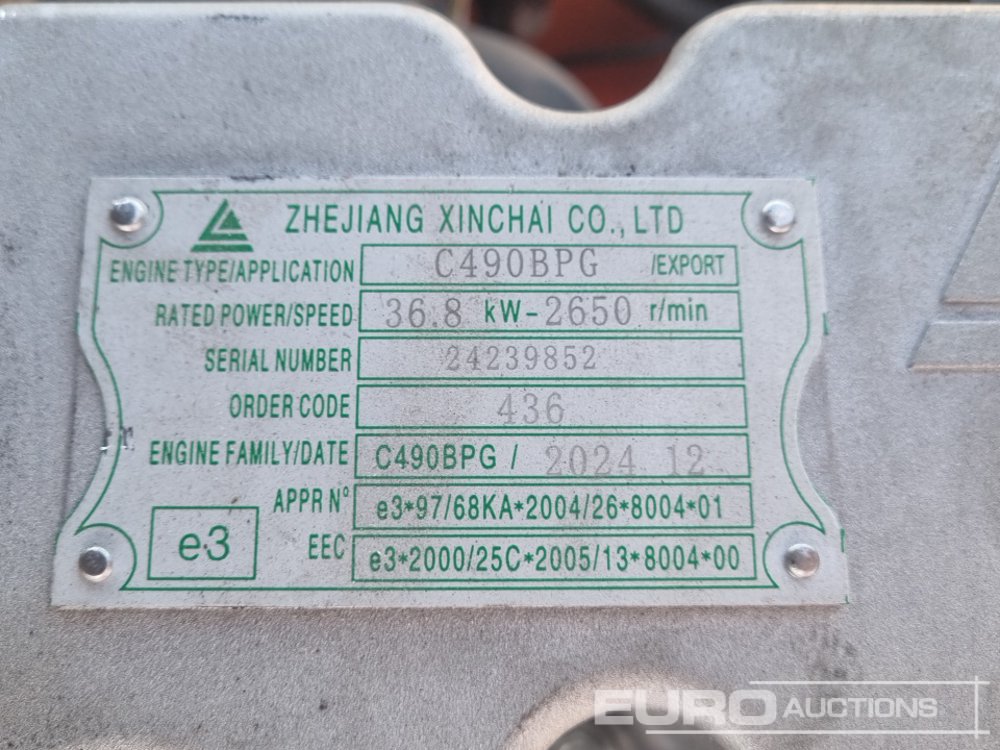 ZHEJIANG XINCHAI CO.,LTD
ENGINE TYPE/APPLICATION C490BPG /EXPORT
RATED POWER/SPEED 36.8 kW-2650 r/min
SERIAL NUMBER 24239852
ORDER CODE 436
ENGINE FAMILY/DATE C490BPG / 2024 12
APPR N° e3*97/68KA*2004/26*8004*01
e3 EEC e3*2000/25C*2005/13*8004*00
EURO AUCTIONS